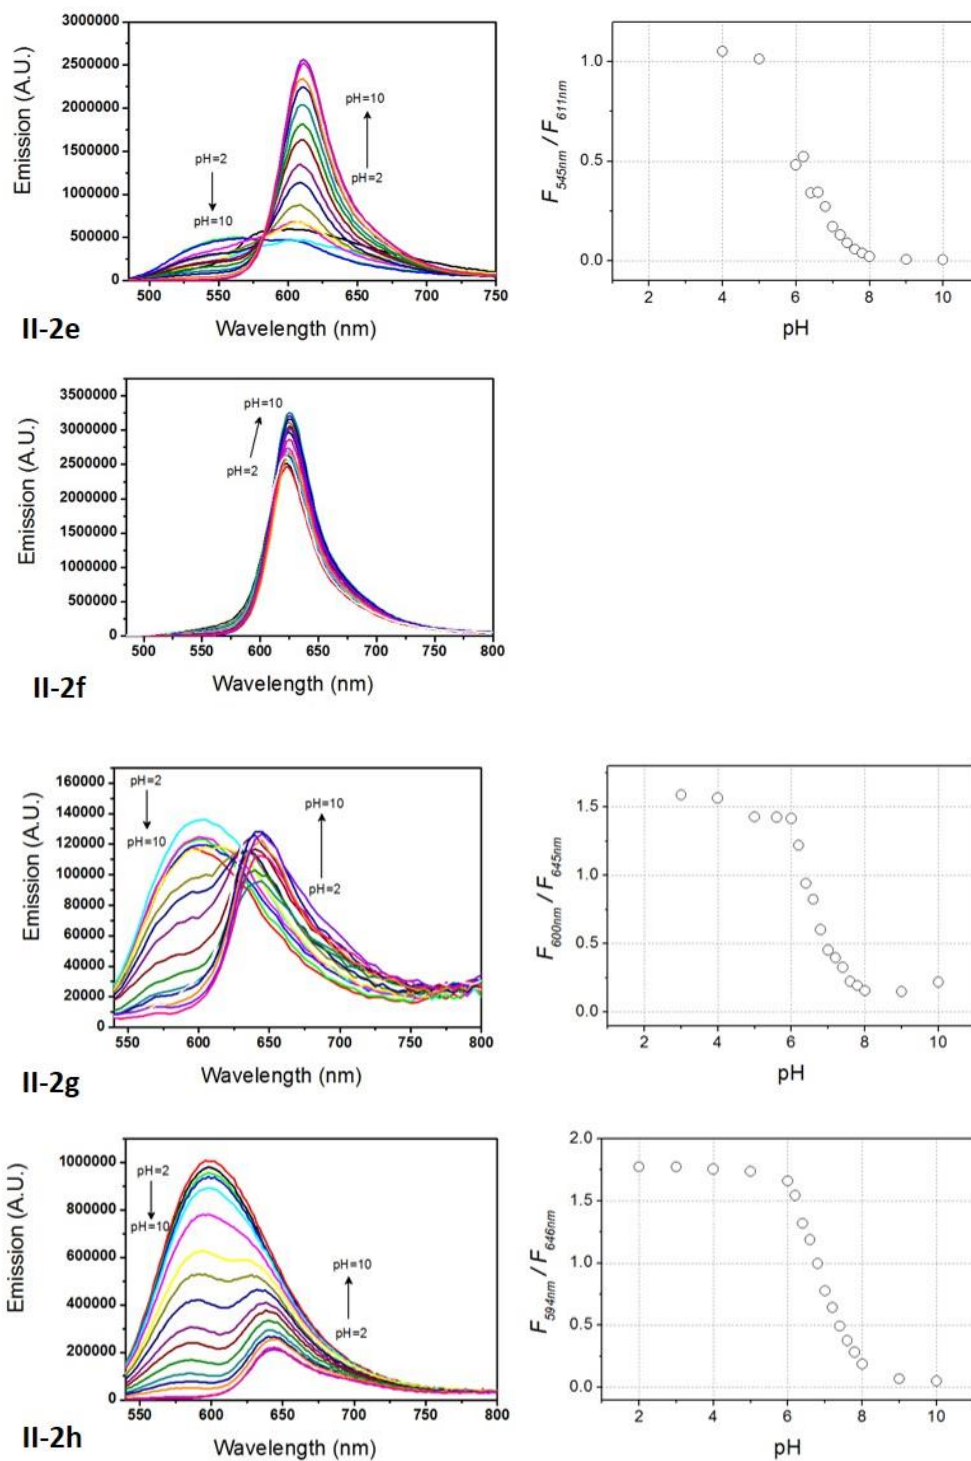 3000000
2500000
2000000
1500000
1000000
500000
0
Emission (A.U.)
pH=2
pH=10
pH=10
pH=2
500 550 600 650 700 750
Wavelength (nm)
II-2e
1.0
0.5
0.0
F545nm / F611nm
2 4 6 8 10
pH
3500000
3000000
2500000
2000000
1500000
1000000
500000
0
Emission (A.U.)
pH=10
pH=2
500 550 600 650 700 750 800
Wavelength (nm)
II-2f
160000
140000
120000
100000
80000
60000
40000
20000
0
Emission (A.U.)
pH=2
pH=10
pH=10
pH=2
550 600 650 700 750 800
Wavelength (nm)
II-2g
1.5
1.0
0.5
0.0
F600nm / F645nm
2 4 6 8 10
pH
1000000
800000
600000
400000
200000
0
Emission (A.U.)
pH=2
pH=10
pH=10
pH=2
550 600 650 700 750 800
Wavelength (nm)
II-2h
2.0
1.5
1.0
0.5
0.0
F594nm / F646nm
2 4 6 8 10
pH